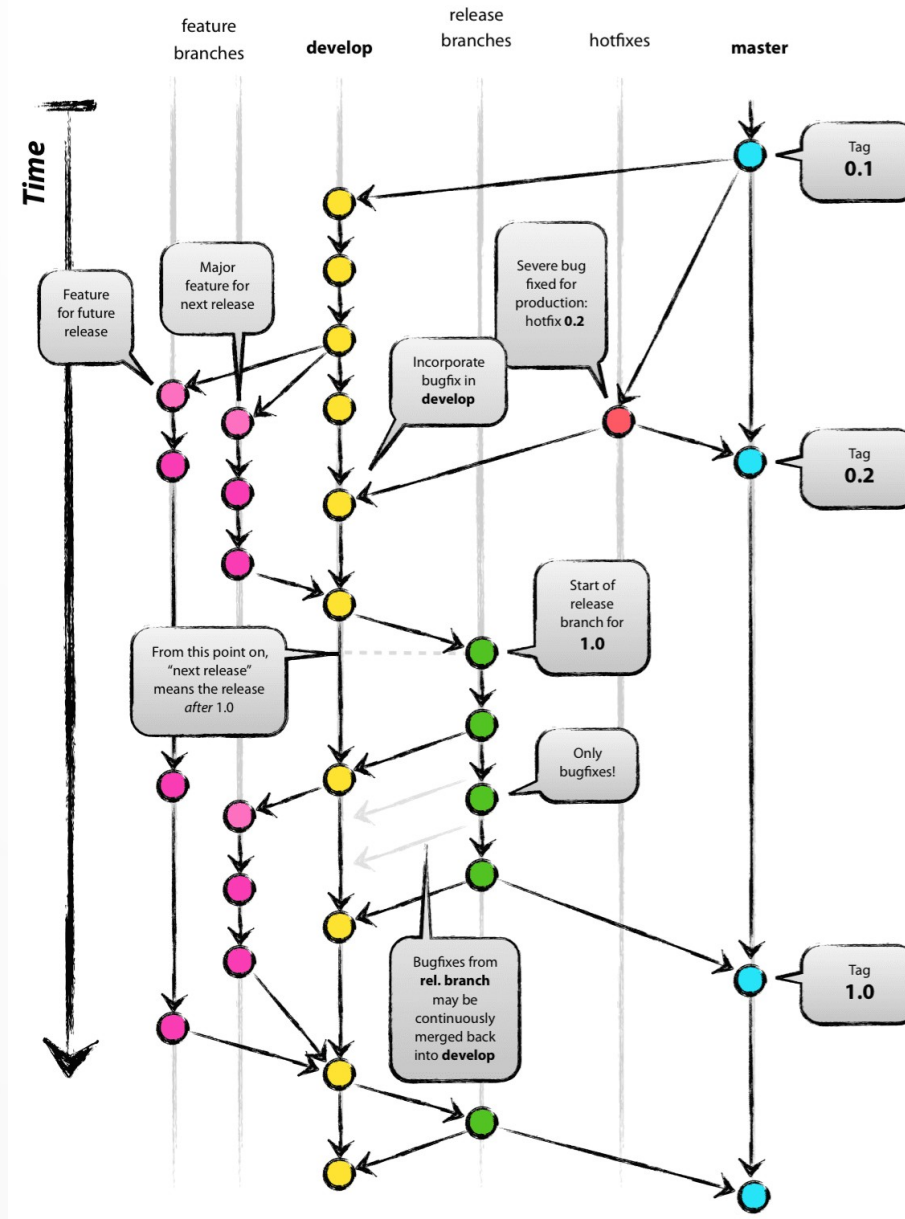 feature
branches
develop
release
branches
hotfixes
master
Time
Tag
0.1
Feature
for future
release
Major
feature for
next release
Severe bug
fixed for
production:
hotfix 0.2
Incorporate
bugfix in
develop
Tag
0.2
Start of
release
branch for
1.0
From this point on,
“next release”
means the release
after 1.0
Only
bugfixes!
Bugfixes from
rel. branch
may be
continuously
merged back
into develop
Tag
1.0